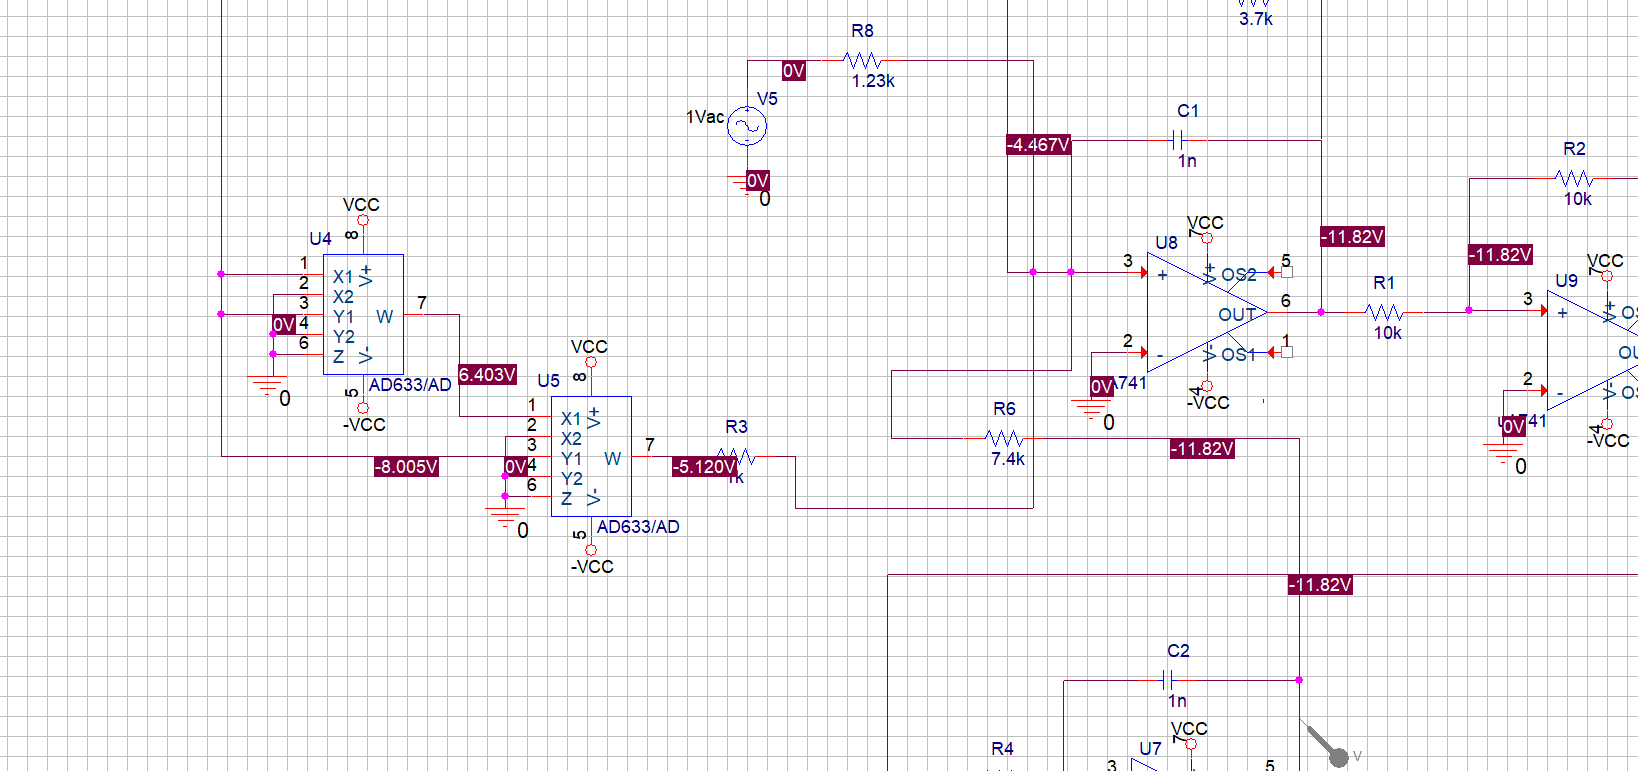 3.7k
R8
0V
1.23k
V5
1Vac
0V
0
C1
-4.467V
1n
R2
10k
-11.82V
-11.82V
VCC
8
U4
1
2
3
4
6
X1
X2
Y1
Y2
Z
V+
V-
W
7
0V
0
5
AD633/AD
-VCC
6.403V
VCC
8
U5
1
2
3
4
6
X1
X2
Y1
Y2
Z
V+
V-
W
7
-8.005V
0V
0
5
AD633/AD
-VCC
R3
-5.120V
1k
VCC
7
U8
3
2
+
-
V+
V-
OS2
OUT
OS1
5
6
1
0V
A741
0
4
-VCC
R1
10k
VCC
7
U9
3
2
+
-
V+
V-
0V
741
0
4
-VCC
R6
7.4k
-11.82V
-11.82V
C2
1n
VCC
7
R4
U7
3
5
V